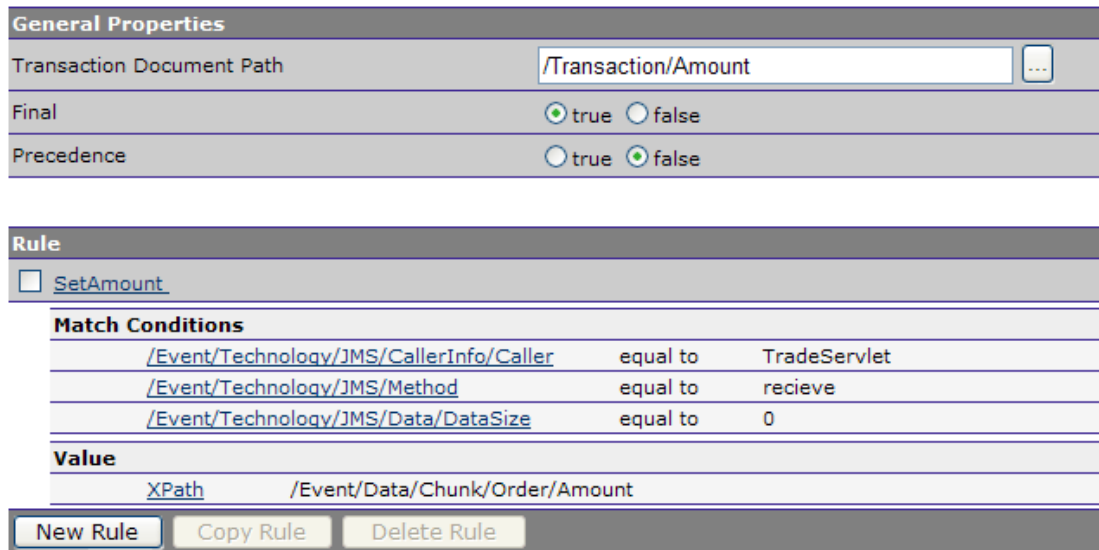 General Properties
Transaction Document Path /Transaction/Amount ...
Final true false
Precedence true false
Rule
SetAmount
Match Conditions
/Event/Technology/JMS/CallerInfo/Caller equal to TradeServlet
/Event/Technology/JMS/Method equal to recieve
/Event/Technology/JMS/Data/DataSize equal to 0
Value
XPath /Event/Data/Chunk/Order/Amount
New Rule Copy Rule Delete Rule